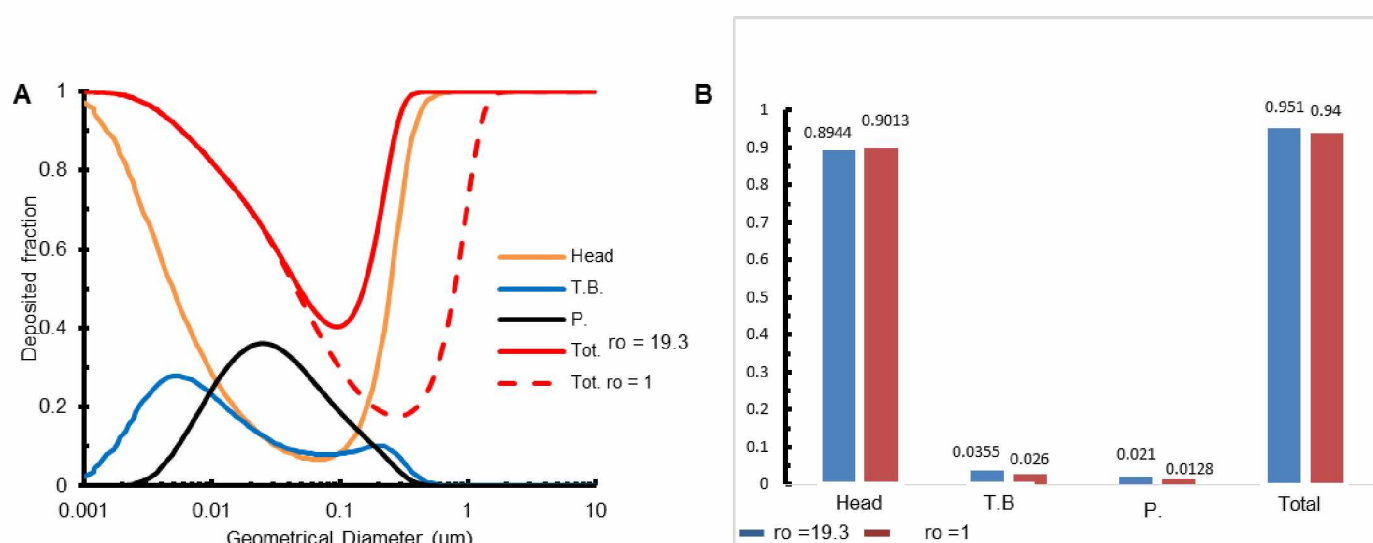 A
Deposited fraction
1
0.8
0.6
0.4
0.2
0
0.001
0.01
0.1
1
10
Geometrical Diameter (um)
Head
T.B.
P.
Tot. ro = 19.3
Tot. ro = 1
B
1
0.9
0.8
0.7
0.6
0.5
0.4
0.3
0.2
0.1
0
0.8944
0.9013
0.0355
0.026
0.021
0.0128
0.951
0.94
Head
T.B
P.
Total
ro =19.3
ro =1